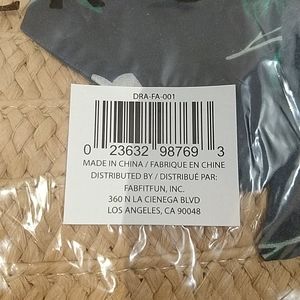 DRA-FA-001
0 23632 98769 3
MADE IN CHINA / FABRIQUE EN CHINE
DISTRIBUTED BY / DISTRIBUÉ PAR:
FABFITFUN, INC.
360 N LA CIENEGA BLVD
LOS ANGELES, CA 90048